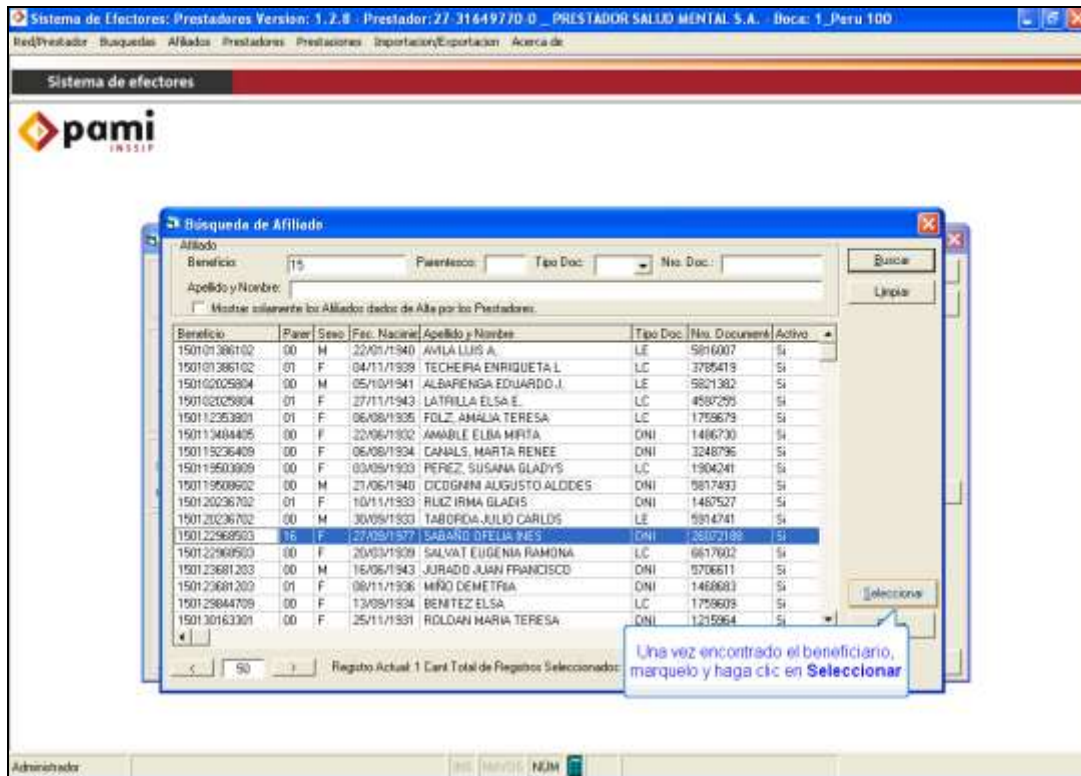 Sistema de Efectores: Prestadores Version: 1.2.8 - Prestador:27-31649770-0 _ PRESTADOR SALUD MENTAL S.A. - Boca: 1_Peru 100
Red/Prestador Busquedas Afiliados Prestadores Prestaciones Importacion/Exportacion Acerca de
Sistema de efectores
pami
INSSJP
Búsqueda de Afiliado
Afiliado
Beneficio: 15 Parentesco: Tipo Doc: Nro. Doc.: Buscar
Apellido y Nombre: Limpiar
Mostrar solamente los Afiliados dados de Alta por los Prestadores.
Beneficio Paren Sexo Fec. Nacimie Apellido y Nombre Tipo Doc. Nro. Document Activo
150101386102 00 M 22/01/1940 AVILA LUIS A. LE 5816007 Si
150101386102 01 F 04/11/1939 TECHEIRA ENRIQUETA L LC 3785419 Si
150102025804 00 M 05/10/1941 ALBARENGA EDUARDO J. LE 5821382 Si
150102025804 01 F 27/11/1943 LATRILLA ELSA E. LC 4597295 Si
150112353801 01 F 06/08/1935 FOLZ, AMALIA TERESA LC 1759679 Si
150113484405 00 F 22/06/1932 AMABLE ELBA MIRTA DNI 1486730 Si
150119236409 00 F 06/08/1934 CANALS, MARTA RENEE DNI 3248796 Si
150119503809 00 F 03/09/1933 PEREZ, SUSANA GLADYS LC 1904241 Si
150119508602 00 M 21/06/1940 CICOGNINI AUGUSTO ALCIDES DNI 5817493 Si
150120236702 01 F 10/11/1933 RUIZ IRMA GLADIS DNI 1487527 Si
150120236702 00 M 30/09/1933 TABORDA JULIO CARLOS LE 5914741 Si
150122968503 16 F 27/09/1977 SABAÑO OFELIA INES DNI 26072188 Si
150122968503 00 F 20/03/1939 SALVAT EUGENIA RAMONA LC 6617602 Si
150123681203 00 M 16/06/1943 JURADO JUAN FRANCISCO DNI 5706611 Si
150123681203 01 F 08/11/1936 MIÑO DEMETRIA DNI 1468683 Si
150129844709 00 F 13/09/1934 BENITEZ ELSA LC 1759609 Si
150130163301 00 F 25/11/1931 ROLDAN MARIA TERESA DNI 1215964 Si
Seleccionar
Una vez encontrado el beneficiario,
marquelo y haga clic en Seleccionar
< 50 > Registro Actual: 1 Cant Total de Registros Seleccionados:
Administrador INS MAYUS NÚM